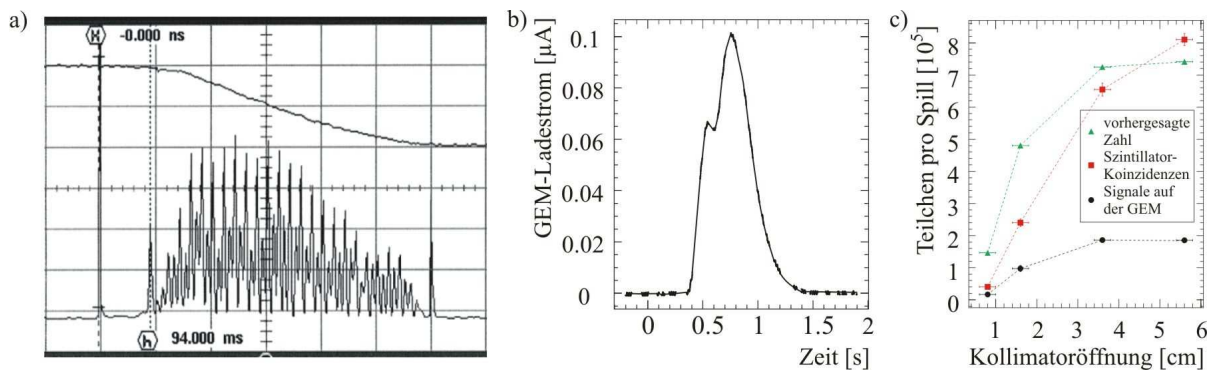 a)
-0.000 ns
94.000 ms
b)
GEM-Ladestrom [µA]
0.1
0.08
0.06
0.04
0.02
0
0 0.5 1 1.5 2
Zeit [s]
c)
Teilchen pro Spill [10⁵]
8
7
6
5
4
3
2
1
0
vorhergesagte
Zahl
Szintillator-
Koinzidenzen
Signale auf
der GEM
1 2 3 4 5 6
Kollimatoröffnung [cm]